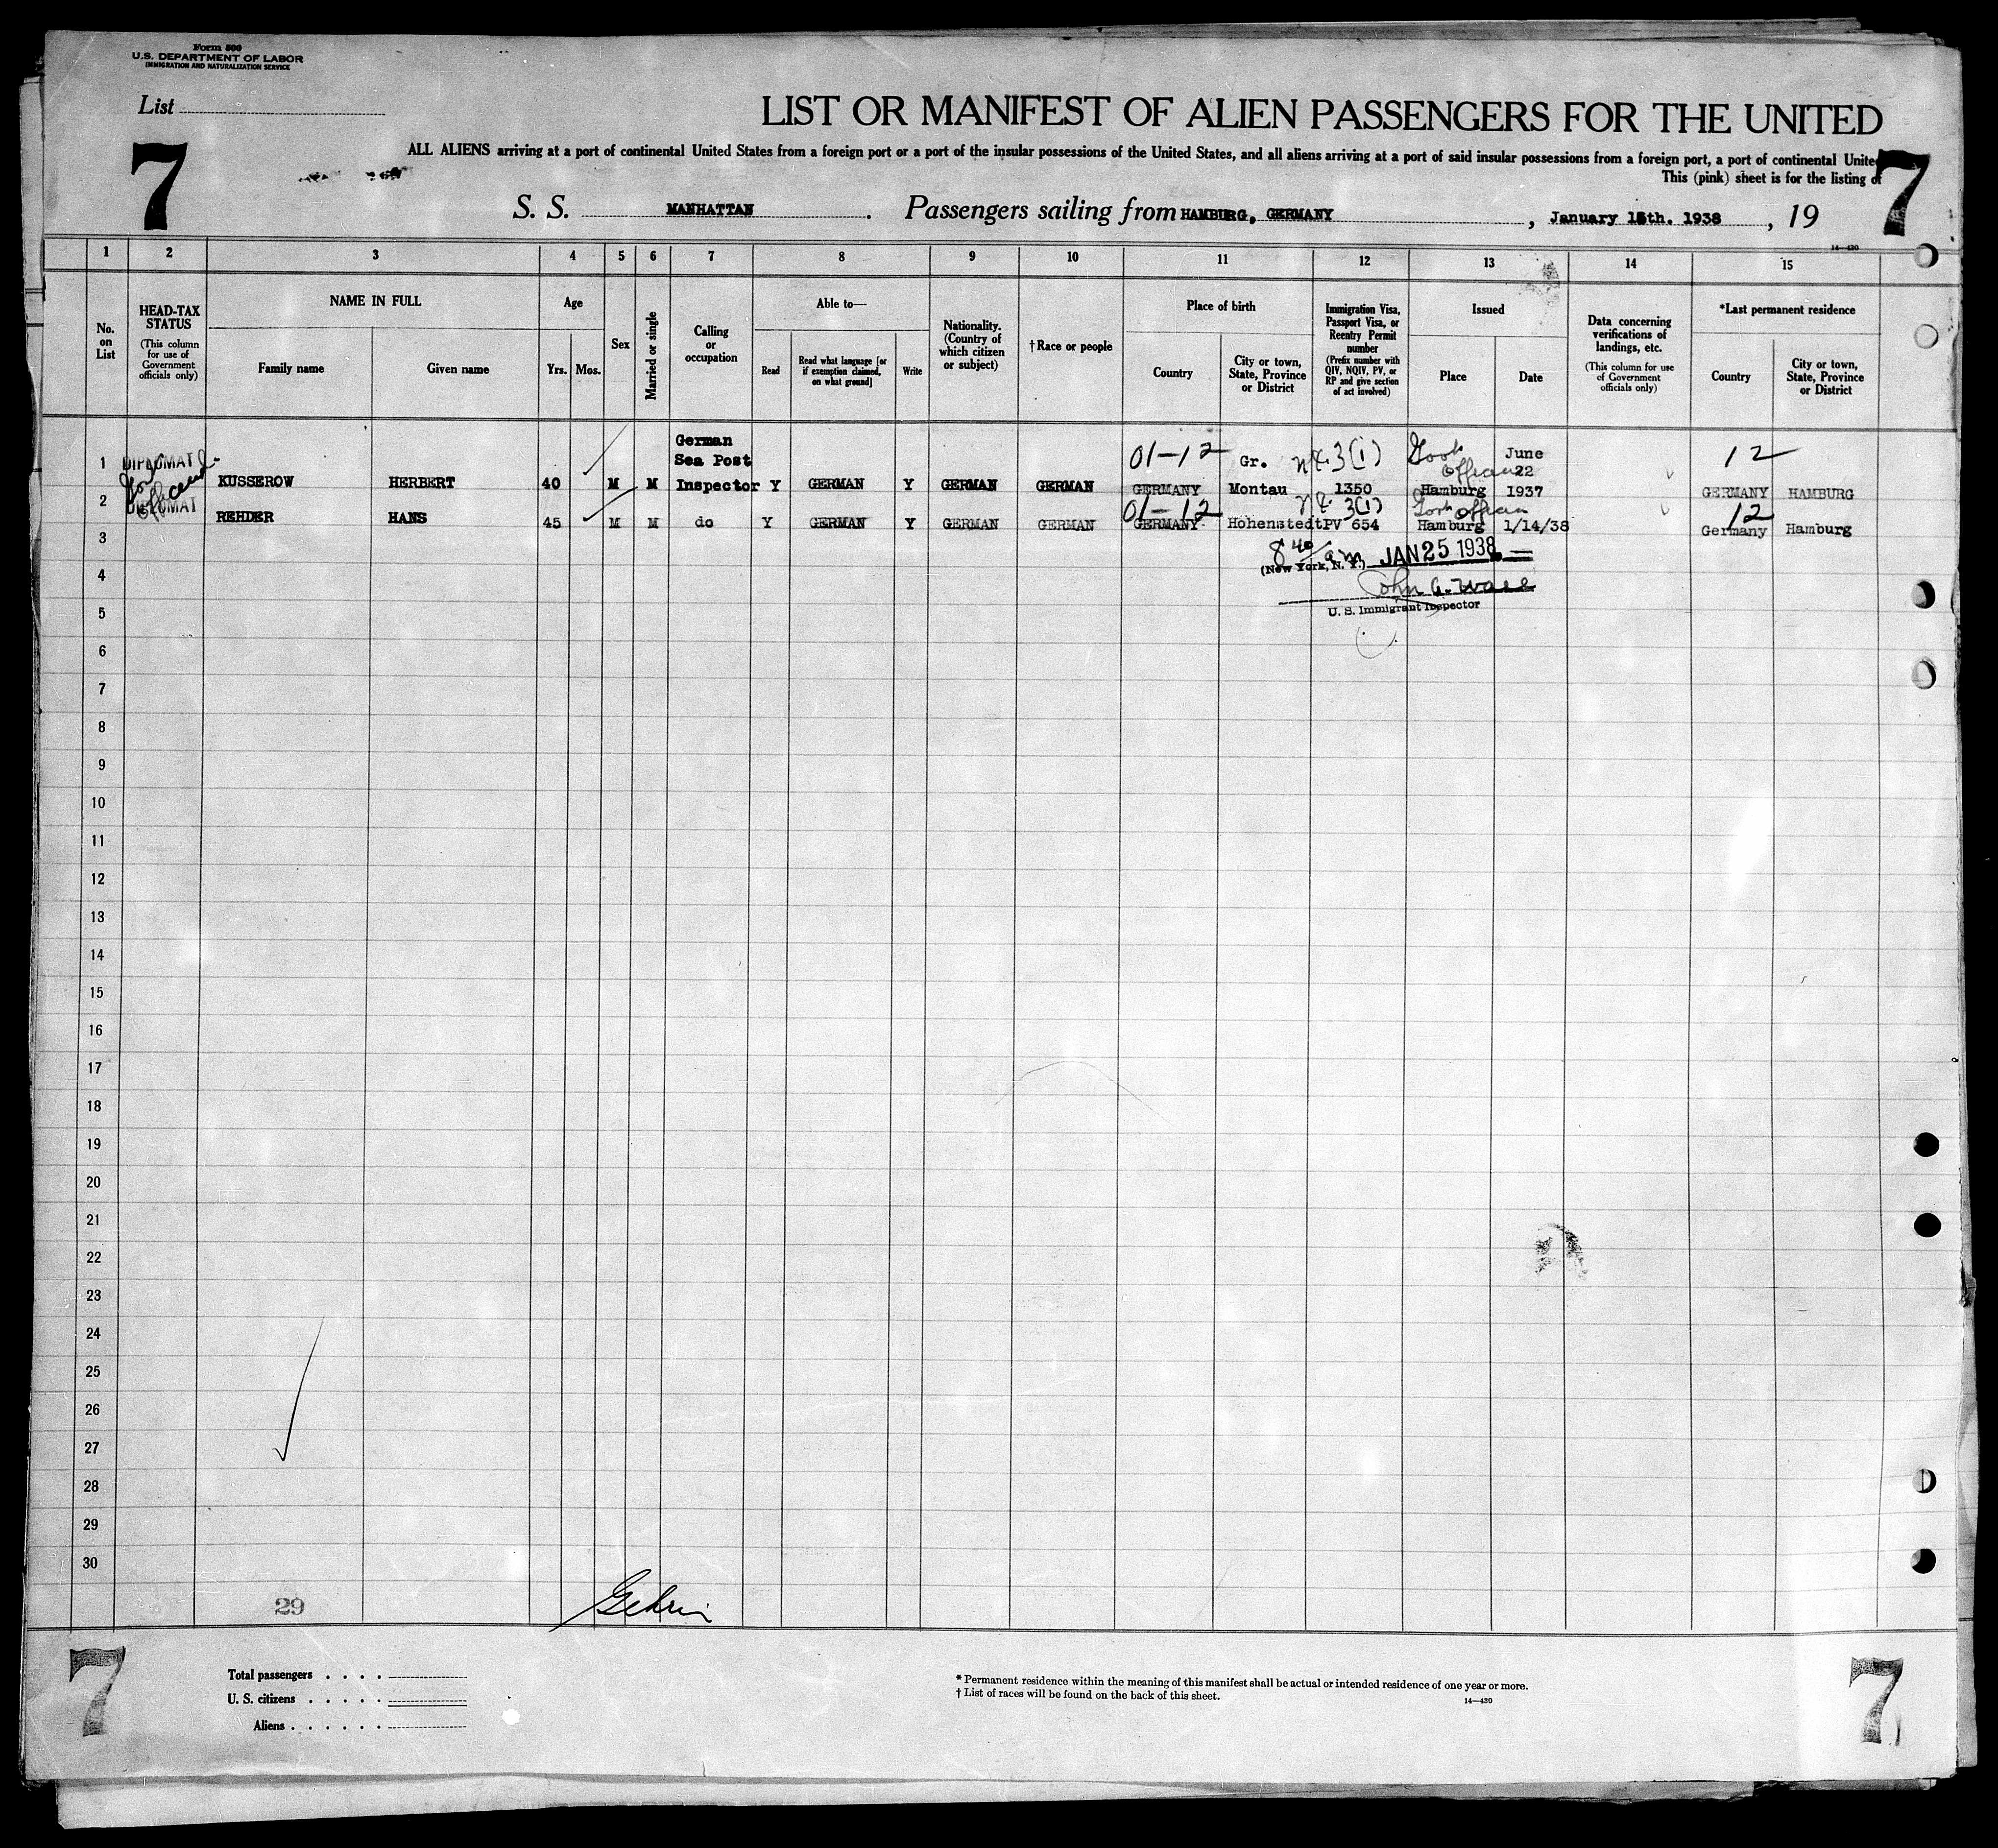 Form 500
U.S. DEPARTMENT OF LABOR
IMMIGRATION AND NATURALIZATION SERVICE
List
LIST OR MANIFEST OF ALIEN PASSENGERS FOR THE UNITED
7
7
ALL ALIENS arriving at a port of continental United States from a foreign port or a port of the insular possessions of the United States, and all aliens arriving at a port of said insular possessions from a foreign port, a port of continental Unite
This (pink) sheet is for the listing of
S. S. MANHATTAN. Passengers sailing from HAMBURG, GERMANY, January 15th. 1938, 19
14-430
1 2 3 4 5 6 7 8 9 10 11 12 13 14 15
No. on List
HEAD-TAX STATUS
(This column for use of Government officials only)
NAME IN FULL
Family name
Given name
Age
Yrs. Mos.
Sex
Married or single
Calling or occupation
Able to—
Read
Read what language [or if exemption claimed, on what ground]
Write
Nationality. (Country of which citizen or subject)
†Race or people
Place of birth
Country
City or town, State, Province or District
Immigration Visa, Passport Visa, or Reentry Permit number
(Prefix number with QIV, NQIV, PV, or RP and give section of act involved)
Issued
Place
Date
Data concerning verifications of landings, etc.
(This column for use of Government officials only)
*Last permanent residence
Country
City or town, State, Province or District
German
1 DIPLOMAT Sea Post 01-12 Gr. 3(1) June 12
Official 22
KUSSEROW HERBERT 40 M M Inspector Y GERMAN Y GERMAN GERMAN GERMANY Montau 1350 Hamburg 1937 GERMANY HAMBURG
2 DIPLOMAT 01-12 3(1) 12
REHDER HANS 45 M M do Y GERMAN Y GERMAN GERMAN GERMANY Hohenstedt PV 654 Hamburg 1/14/38 Germany Hamburg
3
8 40 am JAN 25 1938
(New York, N. Y.)
4
John A.
5
U. S. Immigrant Inspector
6
7
8
9
10
11
12
13
14
15
16
17
18
19
20
21
22
23
24
25
26
27
28
29
30
29
7
7
Total passengers . . . .
U. S. citizens . . . . .
Aliens . . . . . .
* Permanent residence within the meaning of this manifest shall be actual or intended residence of one year or more.
† List of races will be found on the back of this sheet.
14—430